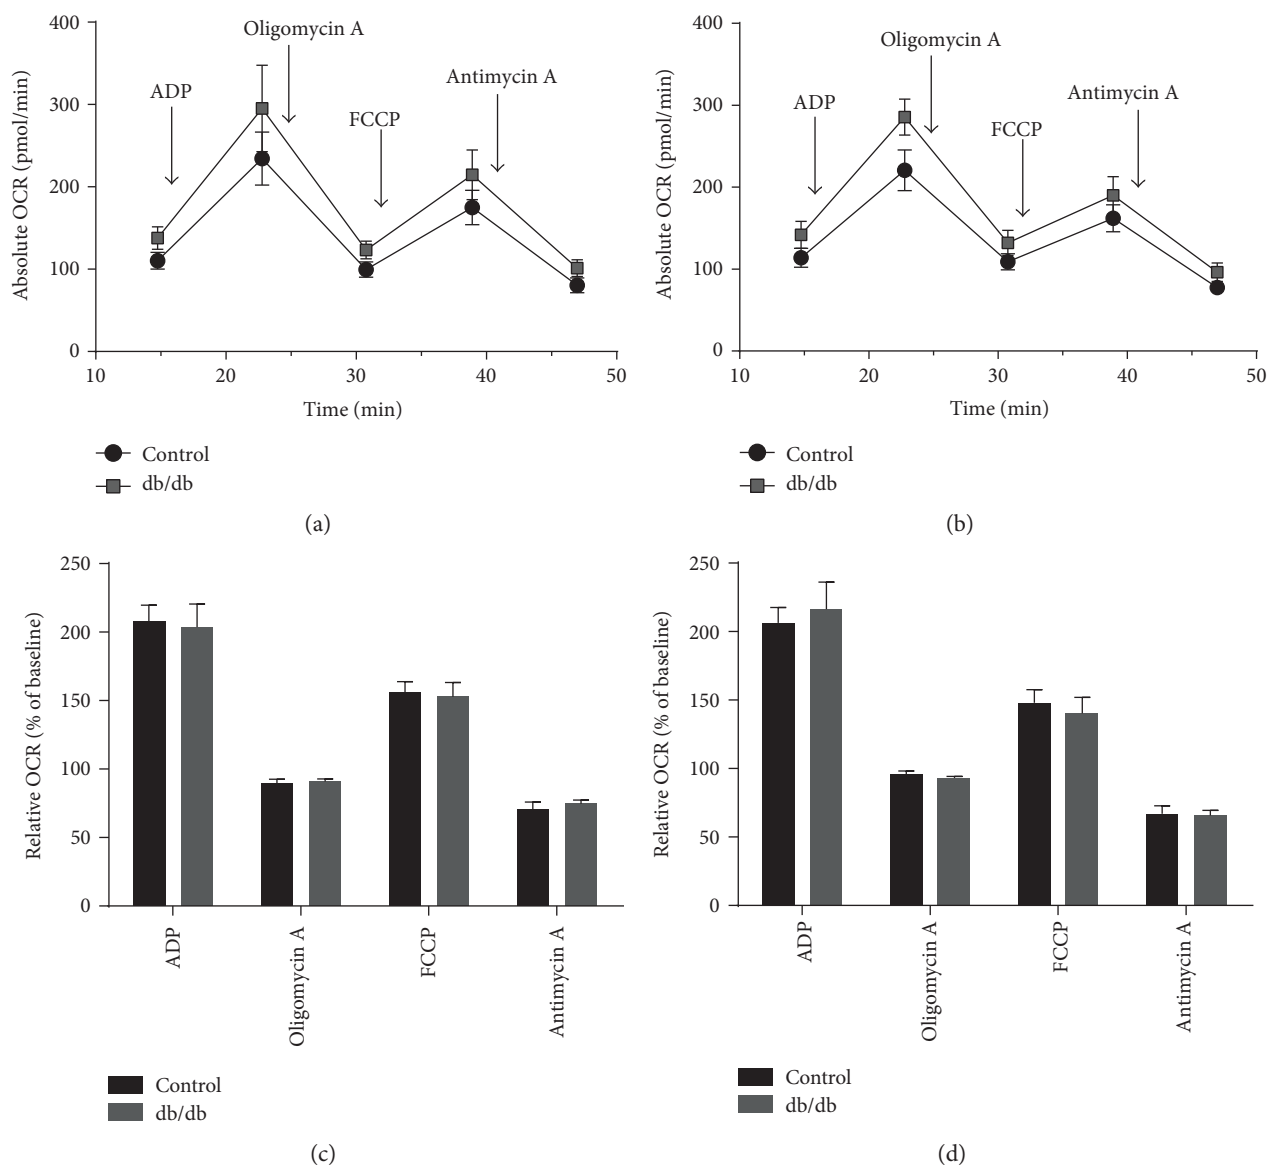 Absolute OCR (pmol/min)
400
300
200
100
0
ADP
Oligomycin A
FCCP
Antimycin A
10
20
30
40
50
Time (min)
Control
db/db
(a)
Absolute OCR (pmol/min)
400
300
200
100
0
ADP
Oligomycin A
FCCP
Antimycin A
10
20
30
40
50
Time (min)
Control
db/db
(b)
Relative OCR (% of baseline)
250
200
150
100
50
0
ADP
Oligomycin A
FCCP
Antimycin A
Control
db/db
(c)
Relative OCR (% of baseline)
250
200
150
100
50
0
ADP
Oligomycin A
FCCP
Antimycin A
Control
db/db
(d)